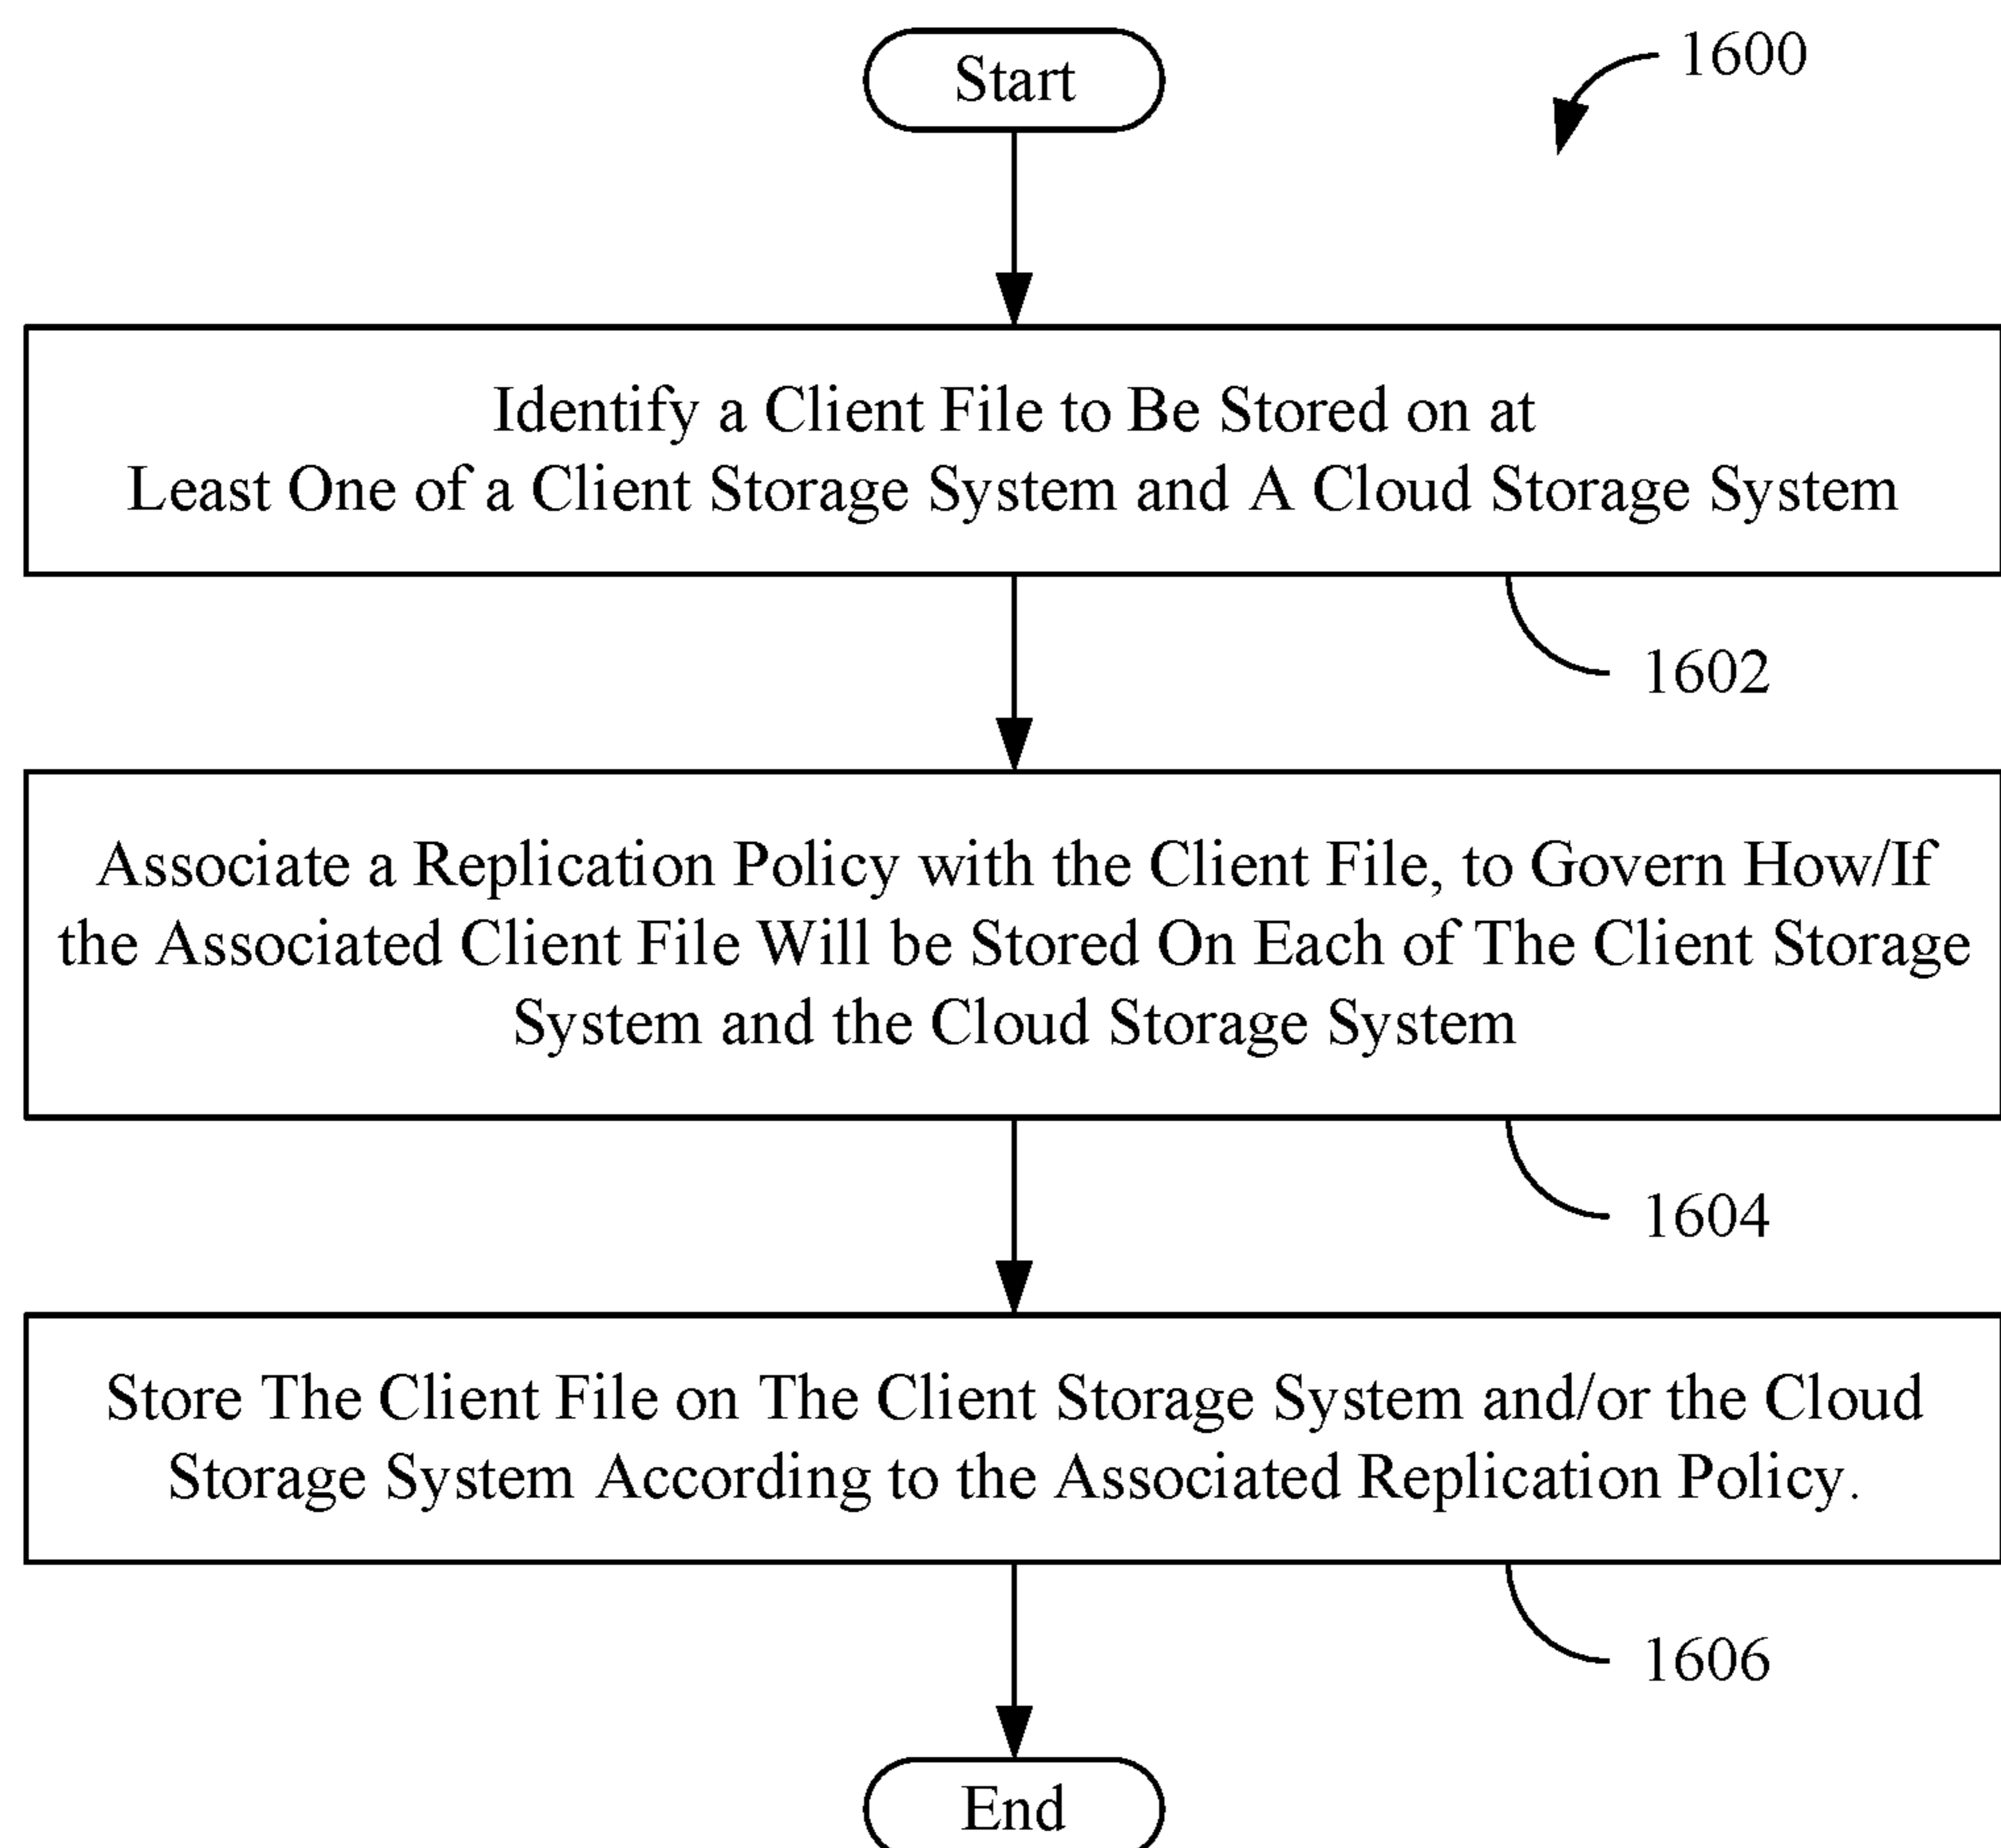 Start
1600
Identify a Client File to Be Stored on at
Least One of a Client Storage System and A Cloud Storage System
1602
Associate a Replication Policy with the Client File, to Govern How/If
the Associated Client File Will be Stored On Each of The Client Storage
System and the Cloud Storage System
1604
Store The Client File on The Client Storage System and/or the Cloud
Storage System According to the Associated Replication Policy.
1606
End